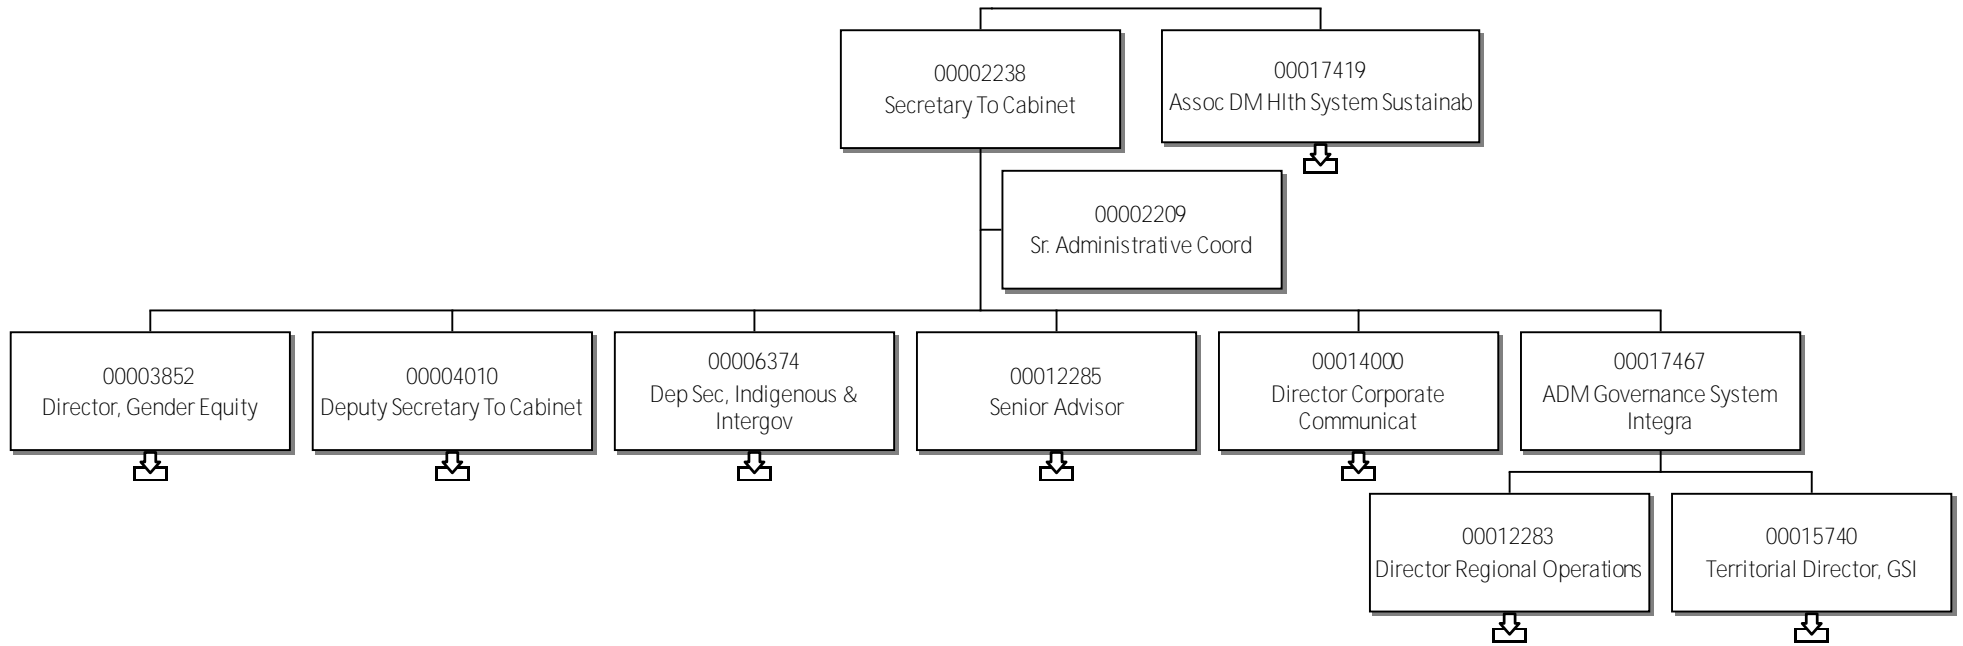 00002238
Secretary To Cabinet
00017419
Assoc DM Hlth System Sustainab
00002209
Sr. Administrative Coord
00003852
Director, Gender Equity
00004010
Deputy Secretary To Cabinet
00006374
Dep Sec, Indigenous &
Intergov
00012285
Senior Advisor
00014000
Director Corporate
Communicat
00017467
ADM Governance System
Integra
00012283
Director Regional Operations
00015740
Territorial Director, GSI